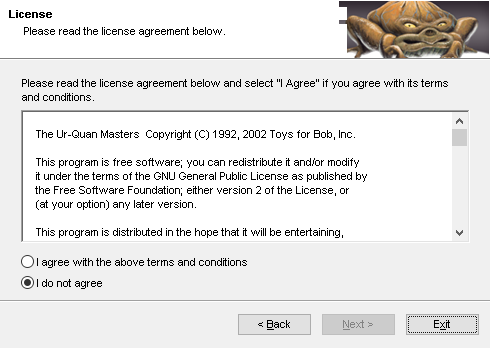 License
Please read the license agreement below.
Please read the license agreement below and select "I Agree" if you agree with its terms
and conditions.
The Ur-Quan Masters  Copyright (C) 1992, 2002 Toys for Bob, Inc.
This program is free software; you can redistribute it and/or modify
it under the terms of the GNU General Public License as published by
the Free Software Foundation; either version 2 of the License, or
(at your option) any later version.
This program is distributed in the hope that it will be entertaining,
I agree with the above terms and conditions
I do not agree
< Back
Next >
Exit